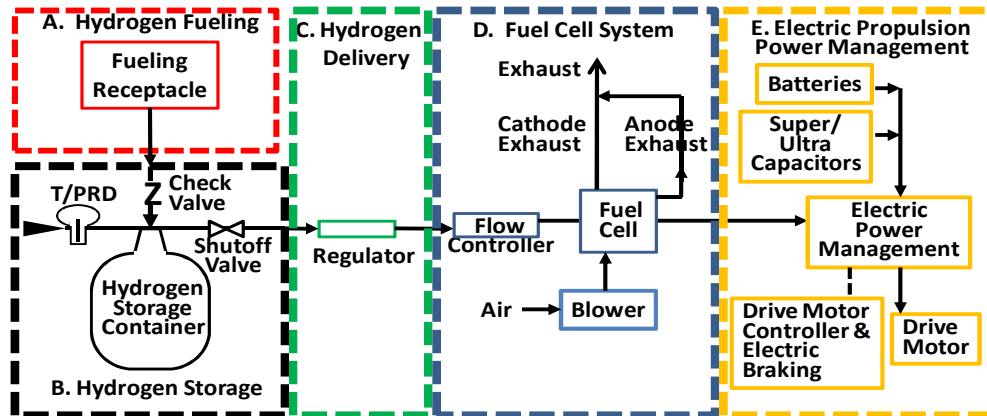 A. Hydrogen Fueling
Fueling
Receptacle
T/PRD
Z
Check
Valve
Shutoff
Valve
Hydrogen
Storage
Container
B. Hydrogen Storage
C. Hydrogen
Delivery
Regulator
D. Fuel Cell System
Exhaust
Cathode
Exhaust
Anode
Exhaust
Flow
Controller
Fuel
Cell
Air
Blower
E. Electric Propulsion
Power Management
Batteries
Super/
Ultra
Capacitors
Electric
Power
Management
Drive Motor
Controller &
Electric
Braking
Drive
Motor